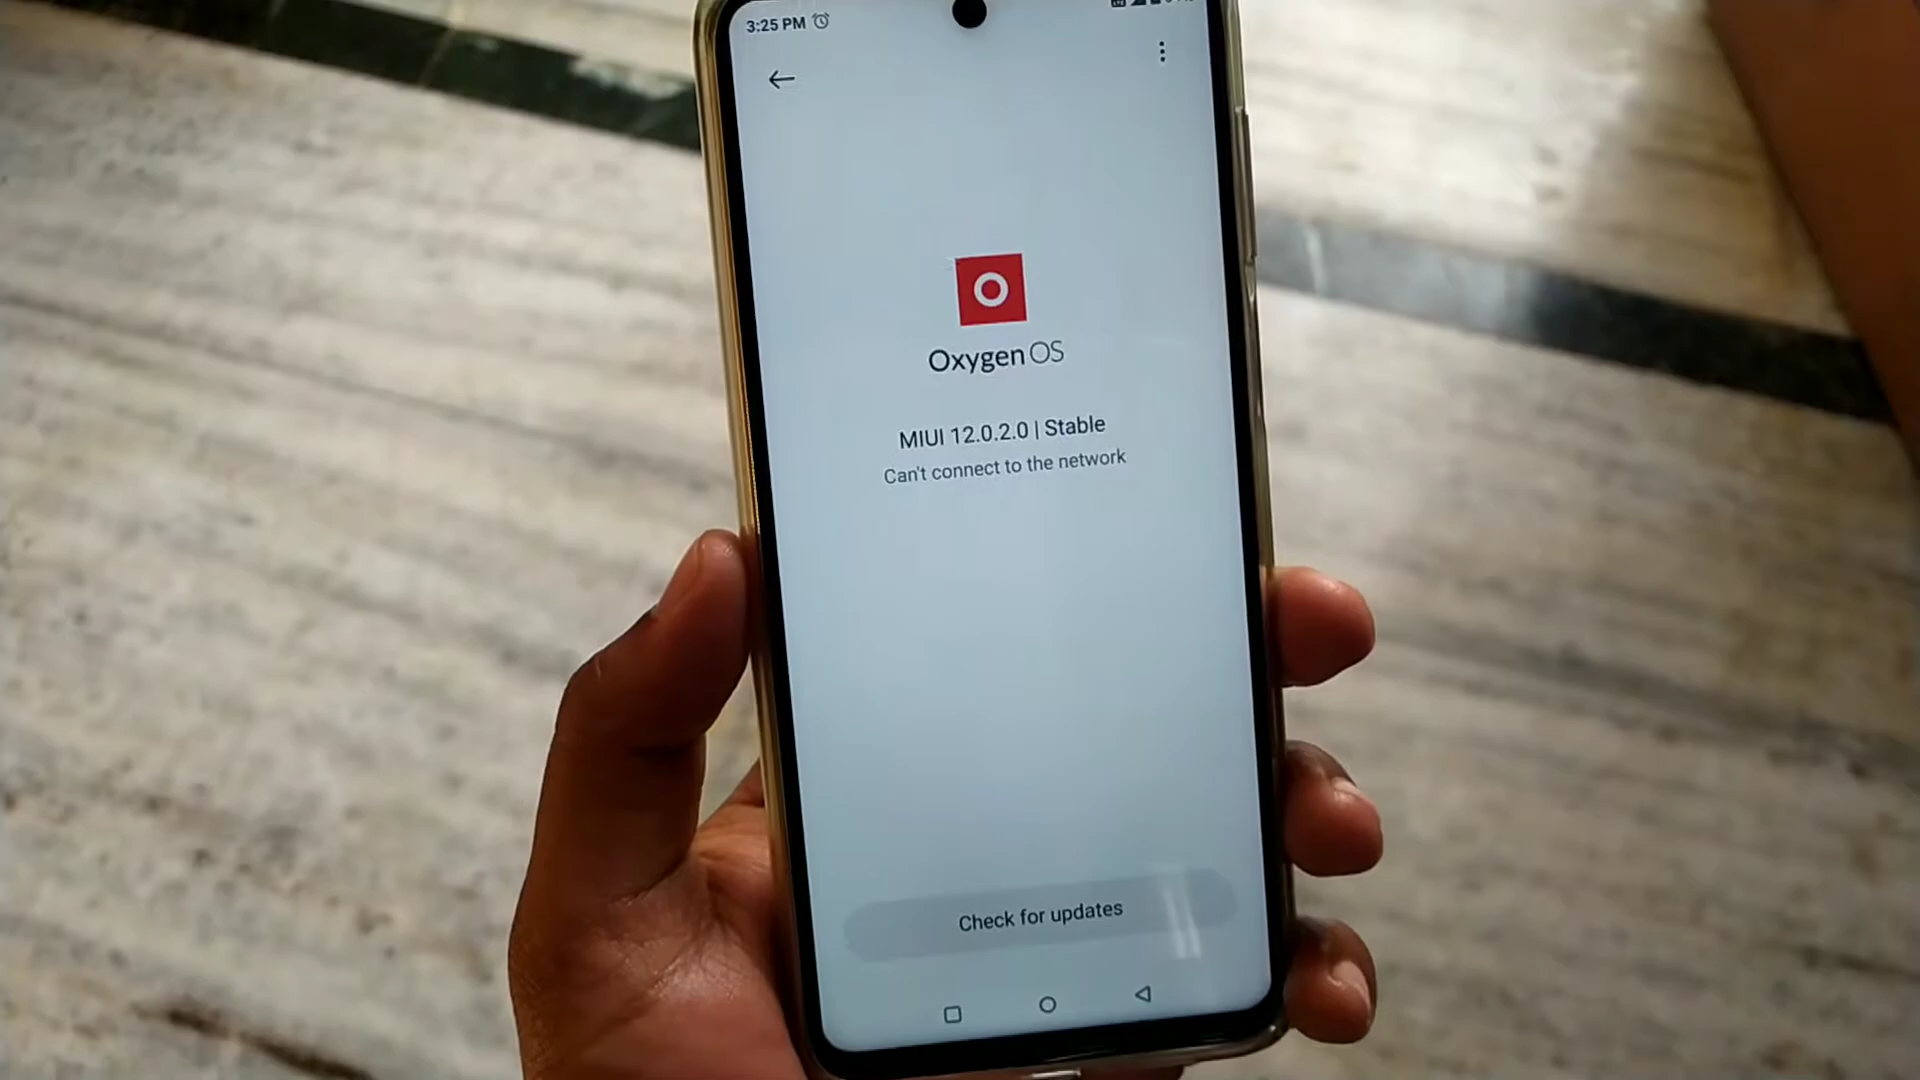 3:25 PM
Oxygen OS
MIUI 12.0.2.0 | Stable
Can't connect to the network
Check for updates